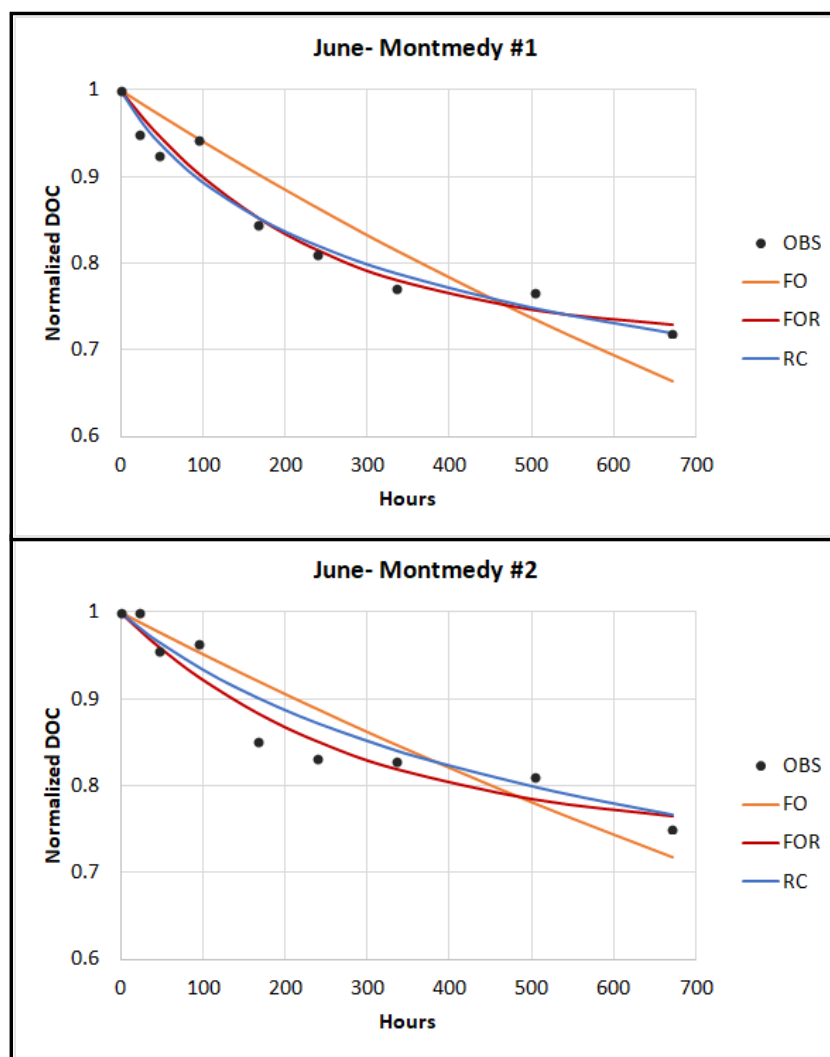 June- Montmedy #1
1
0.9
0.8
0.7
0.6
Normalized DOC
0 100 200 300 400 500 600 700
Hours
OBS
FO
FOR
RC
June- Montmedy #2
1
0.9
0.8
0.7
0.6
Normalized DOC
0 100 200 300 400 500 600 700
Hours
OBS
FO
FOR
RC